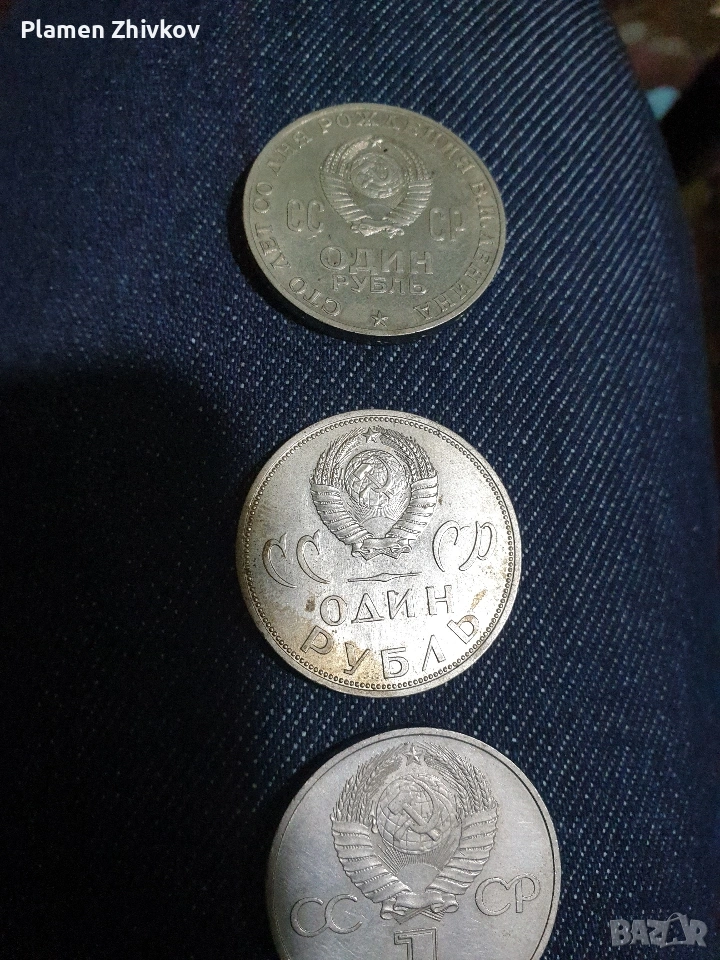 Plamen Zhivkov
СТО ЛЕТ СО ДНЯ РОЖДЕНИЯ В.И.ЛЕНИНА
СС СР
ОДИН
РУБЛЬ
СС СР
ОДИН
РУБЛЬ
СС СР
1
BAZAR